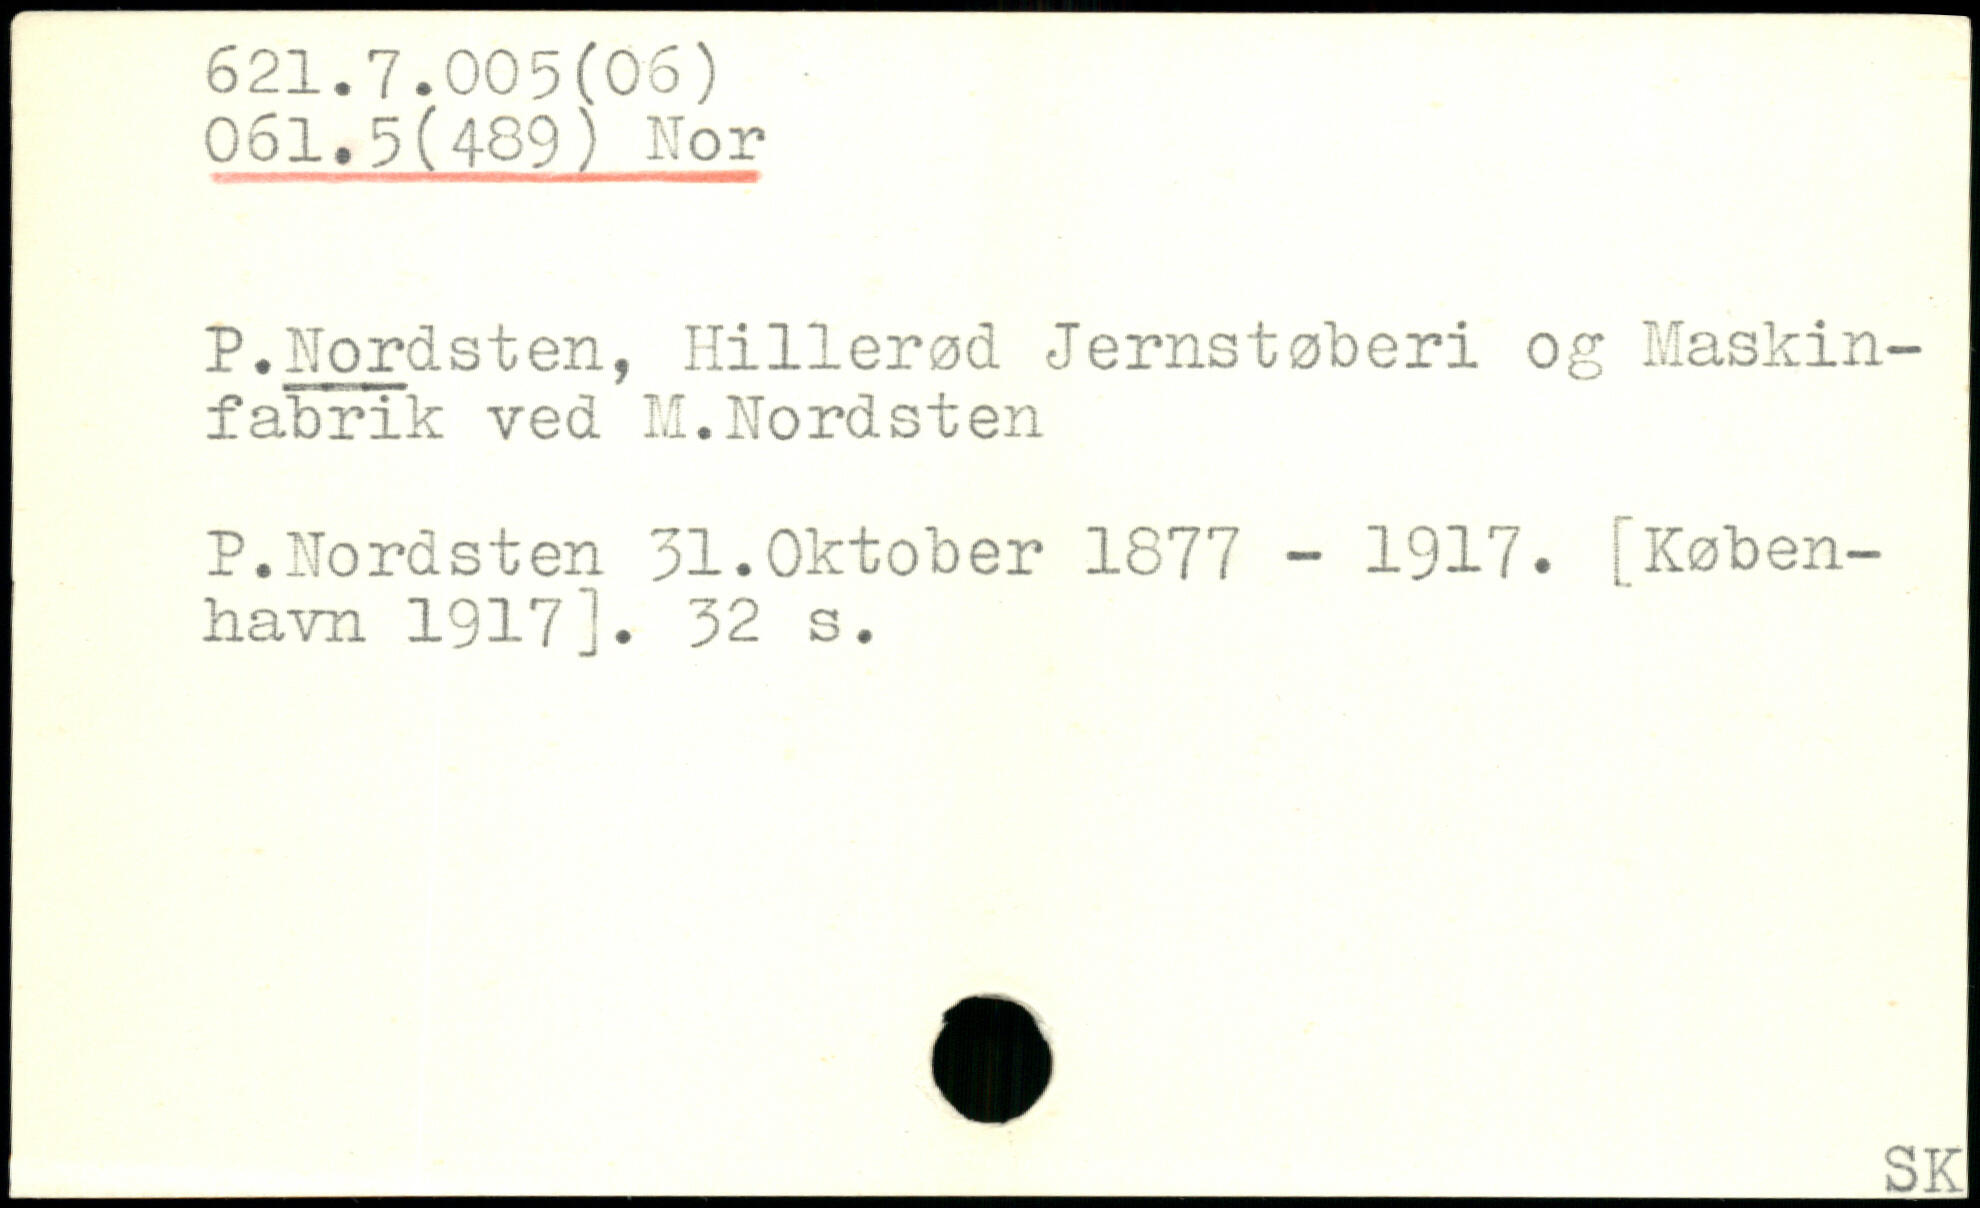 621.7.005(06)
061.5(489) Nor
P.Nordsten, Hillerød Jernstøberi og Maskin-
fabrik ved M.Nordsten
P.Nordsten 31.Oktober 1877 - 1917. [Køben-
havn 1917]. 32 s.
SK